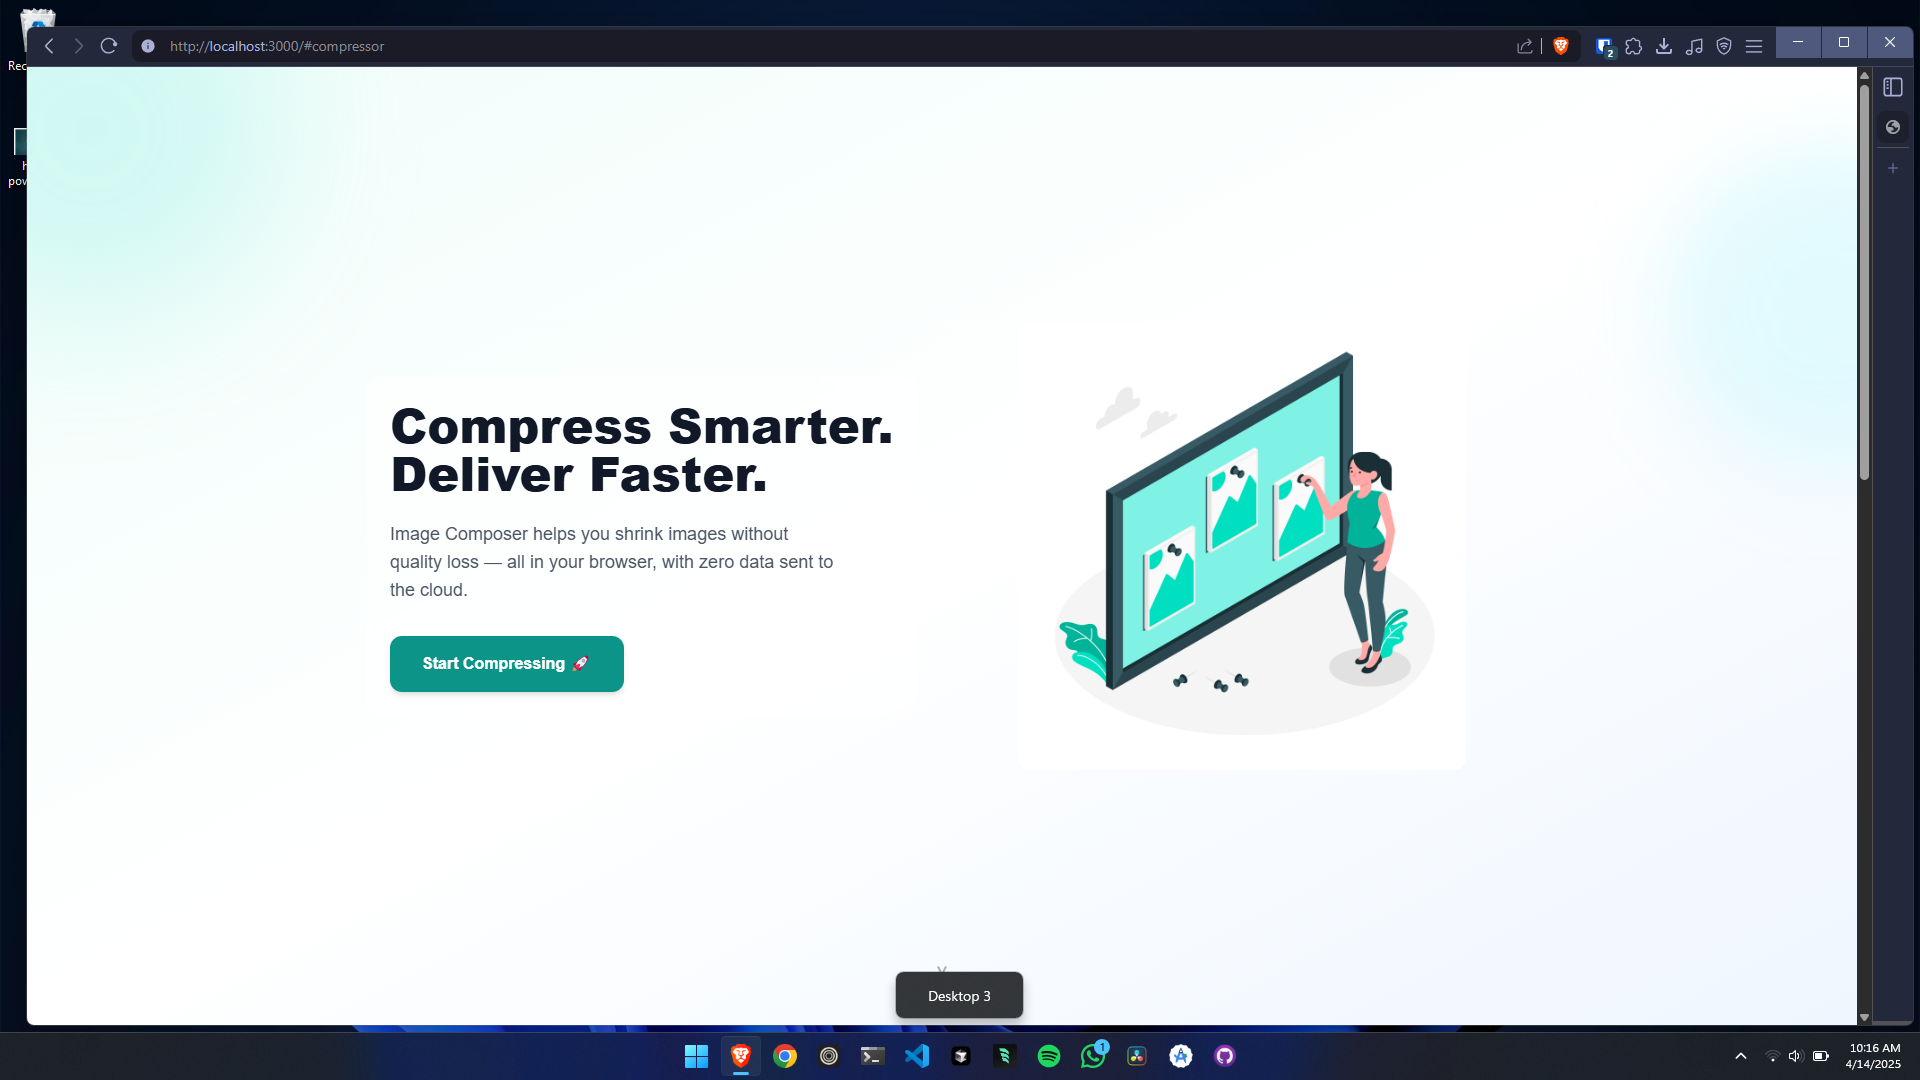 Rec
http://localhost:3000/#compressor
2
h
pow
Compress Smarter.
Deliver Faster.
Image Composer helps you shrink images without
quality loss — all in your browser, with zero data sent to
the cloud.
Start Compressing 🚀
Desktop 3
1
10:16 AM
4/14/2025